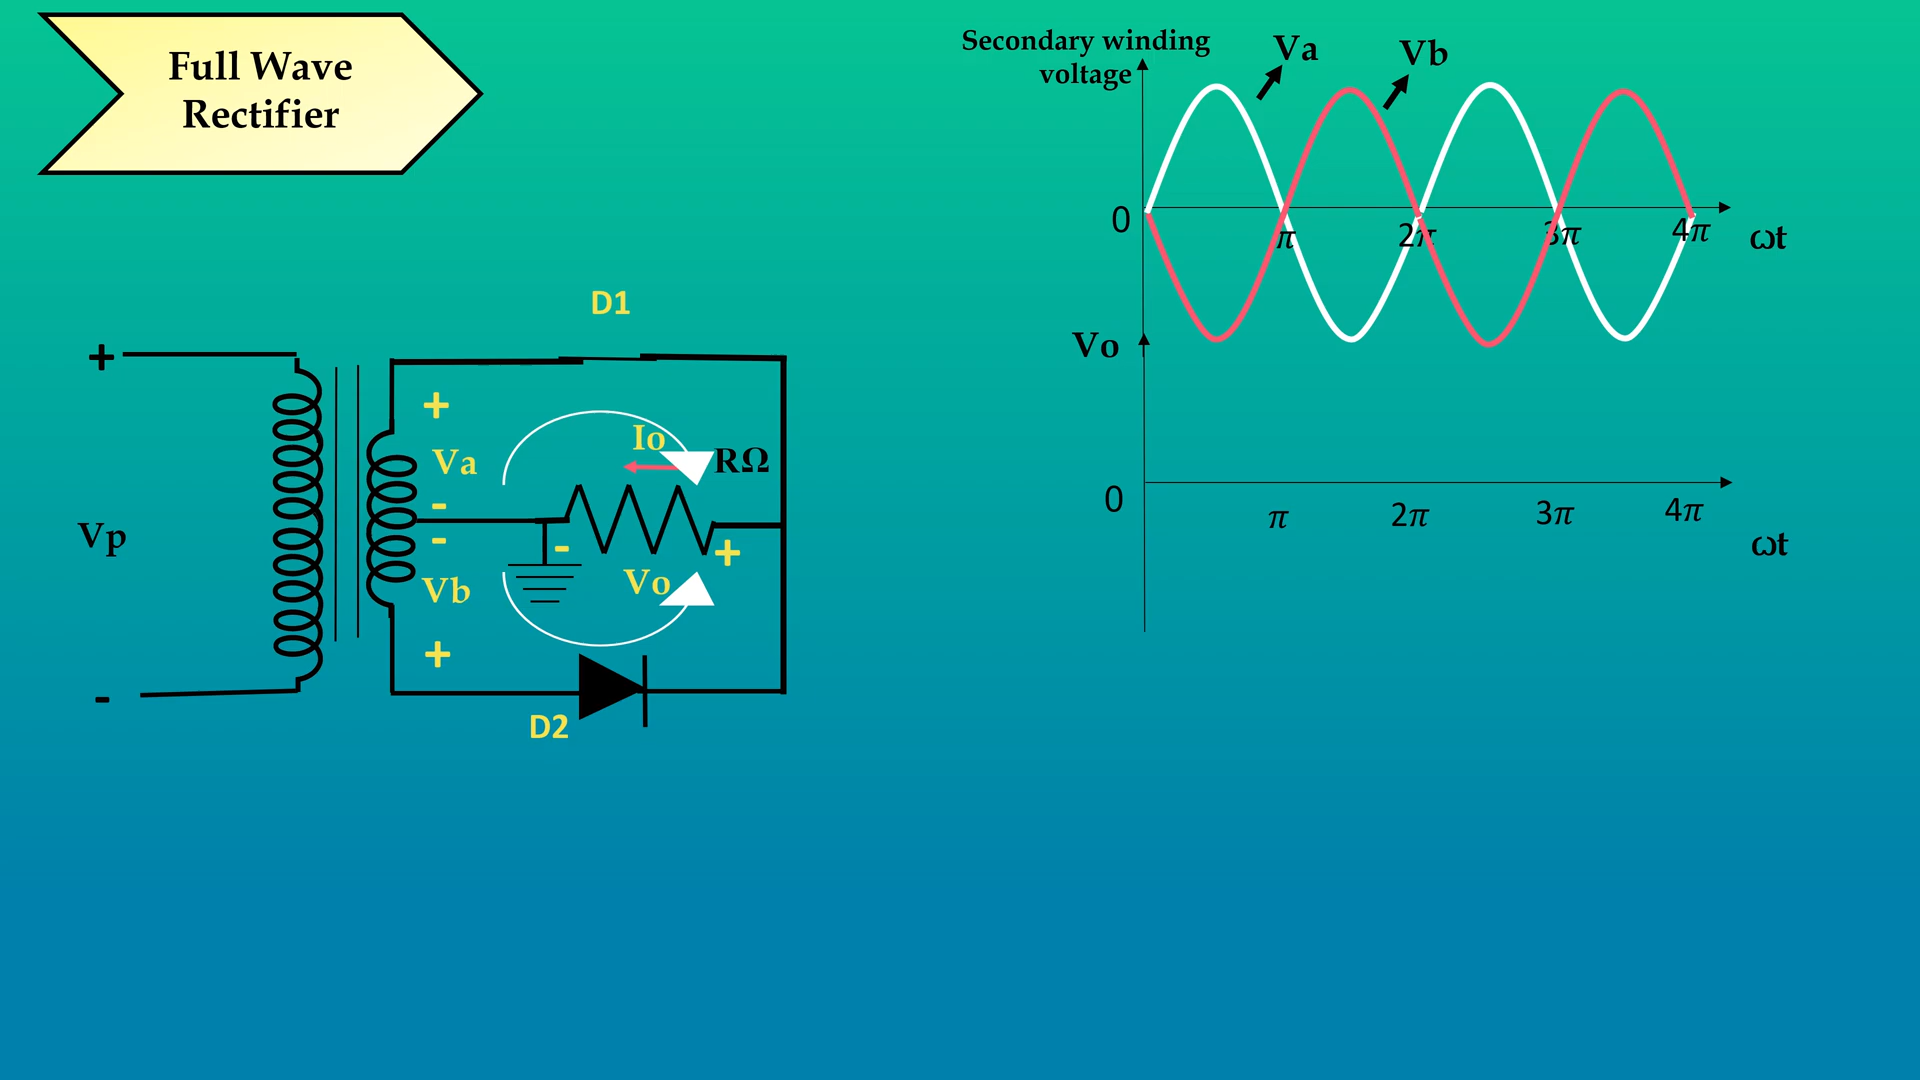 Full Wave
Rectifier
Secondary winding
voltage
Va
Vb
0
π
2π
3π
4π
ωt
Vo
0
π
2π
3π
4π
ωt
D1
+
+
Va
-
-
Vb
+
Io
RΩ
-
+
Vo
Vp
-
D2